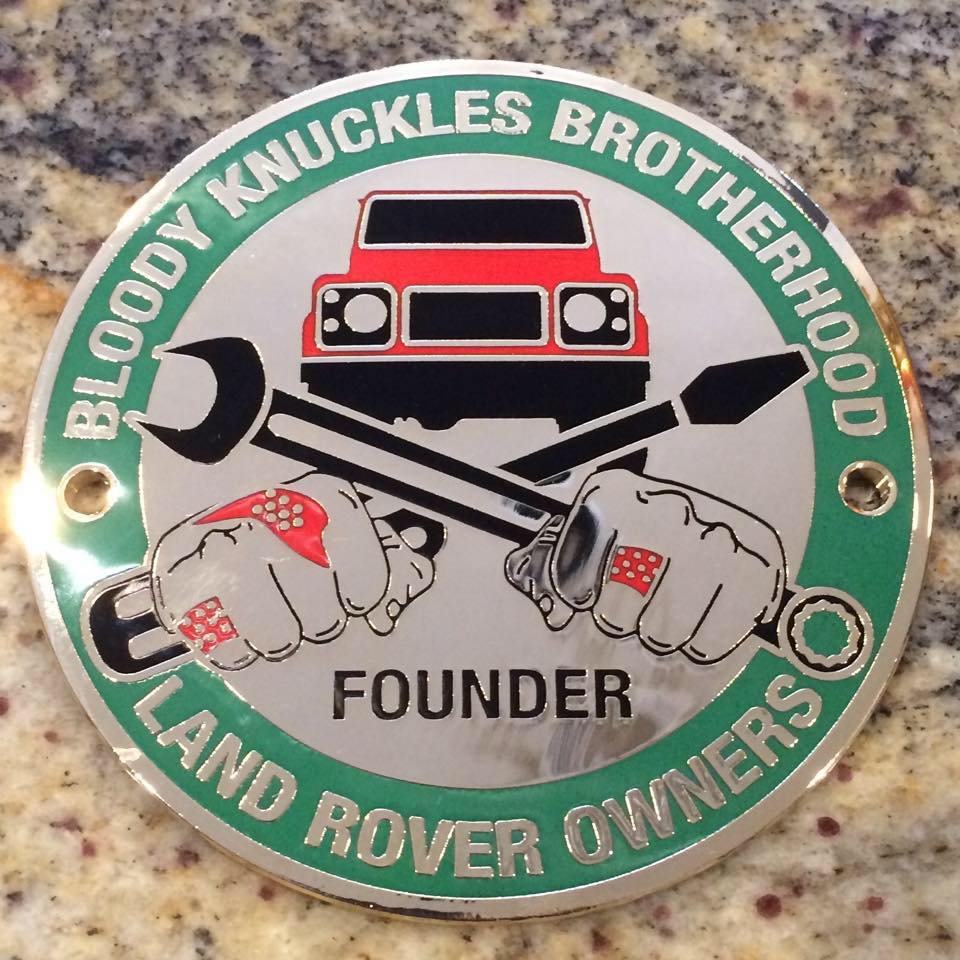 BLOODY KNUCKLES BROTHERHOOD
FOUNDER
LAND ROVER OWNERS